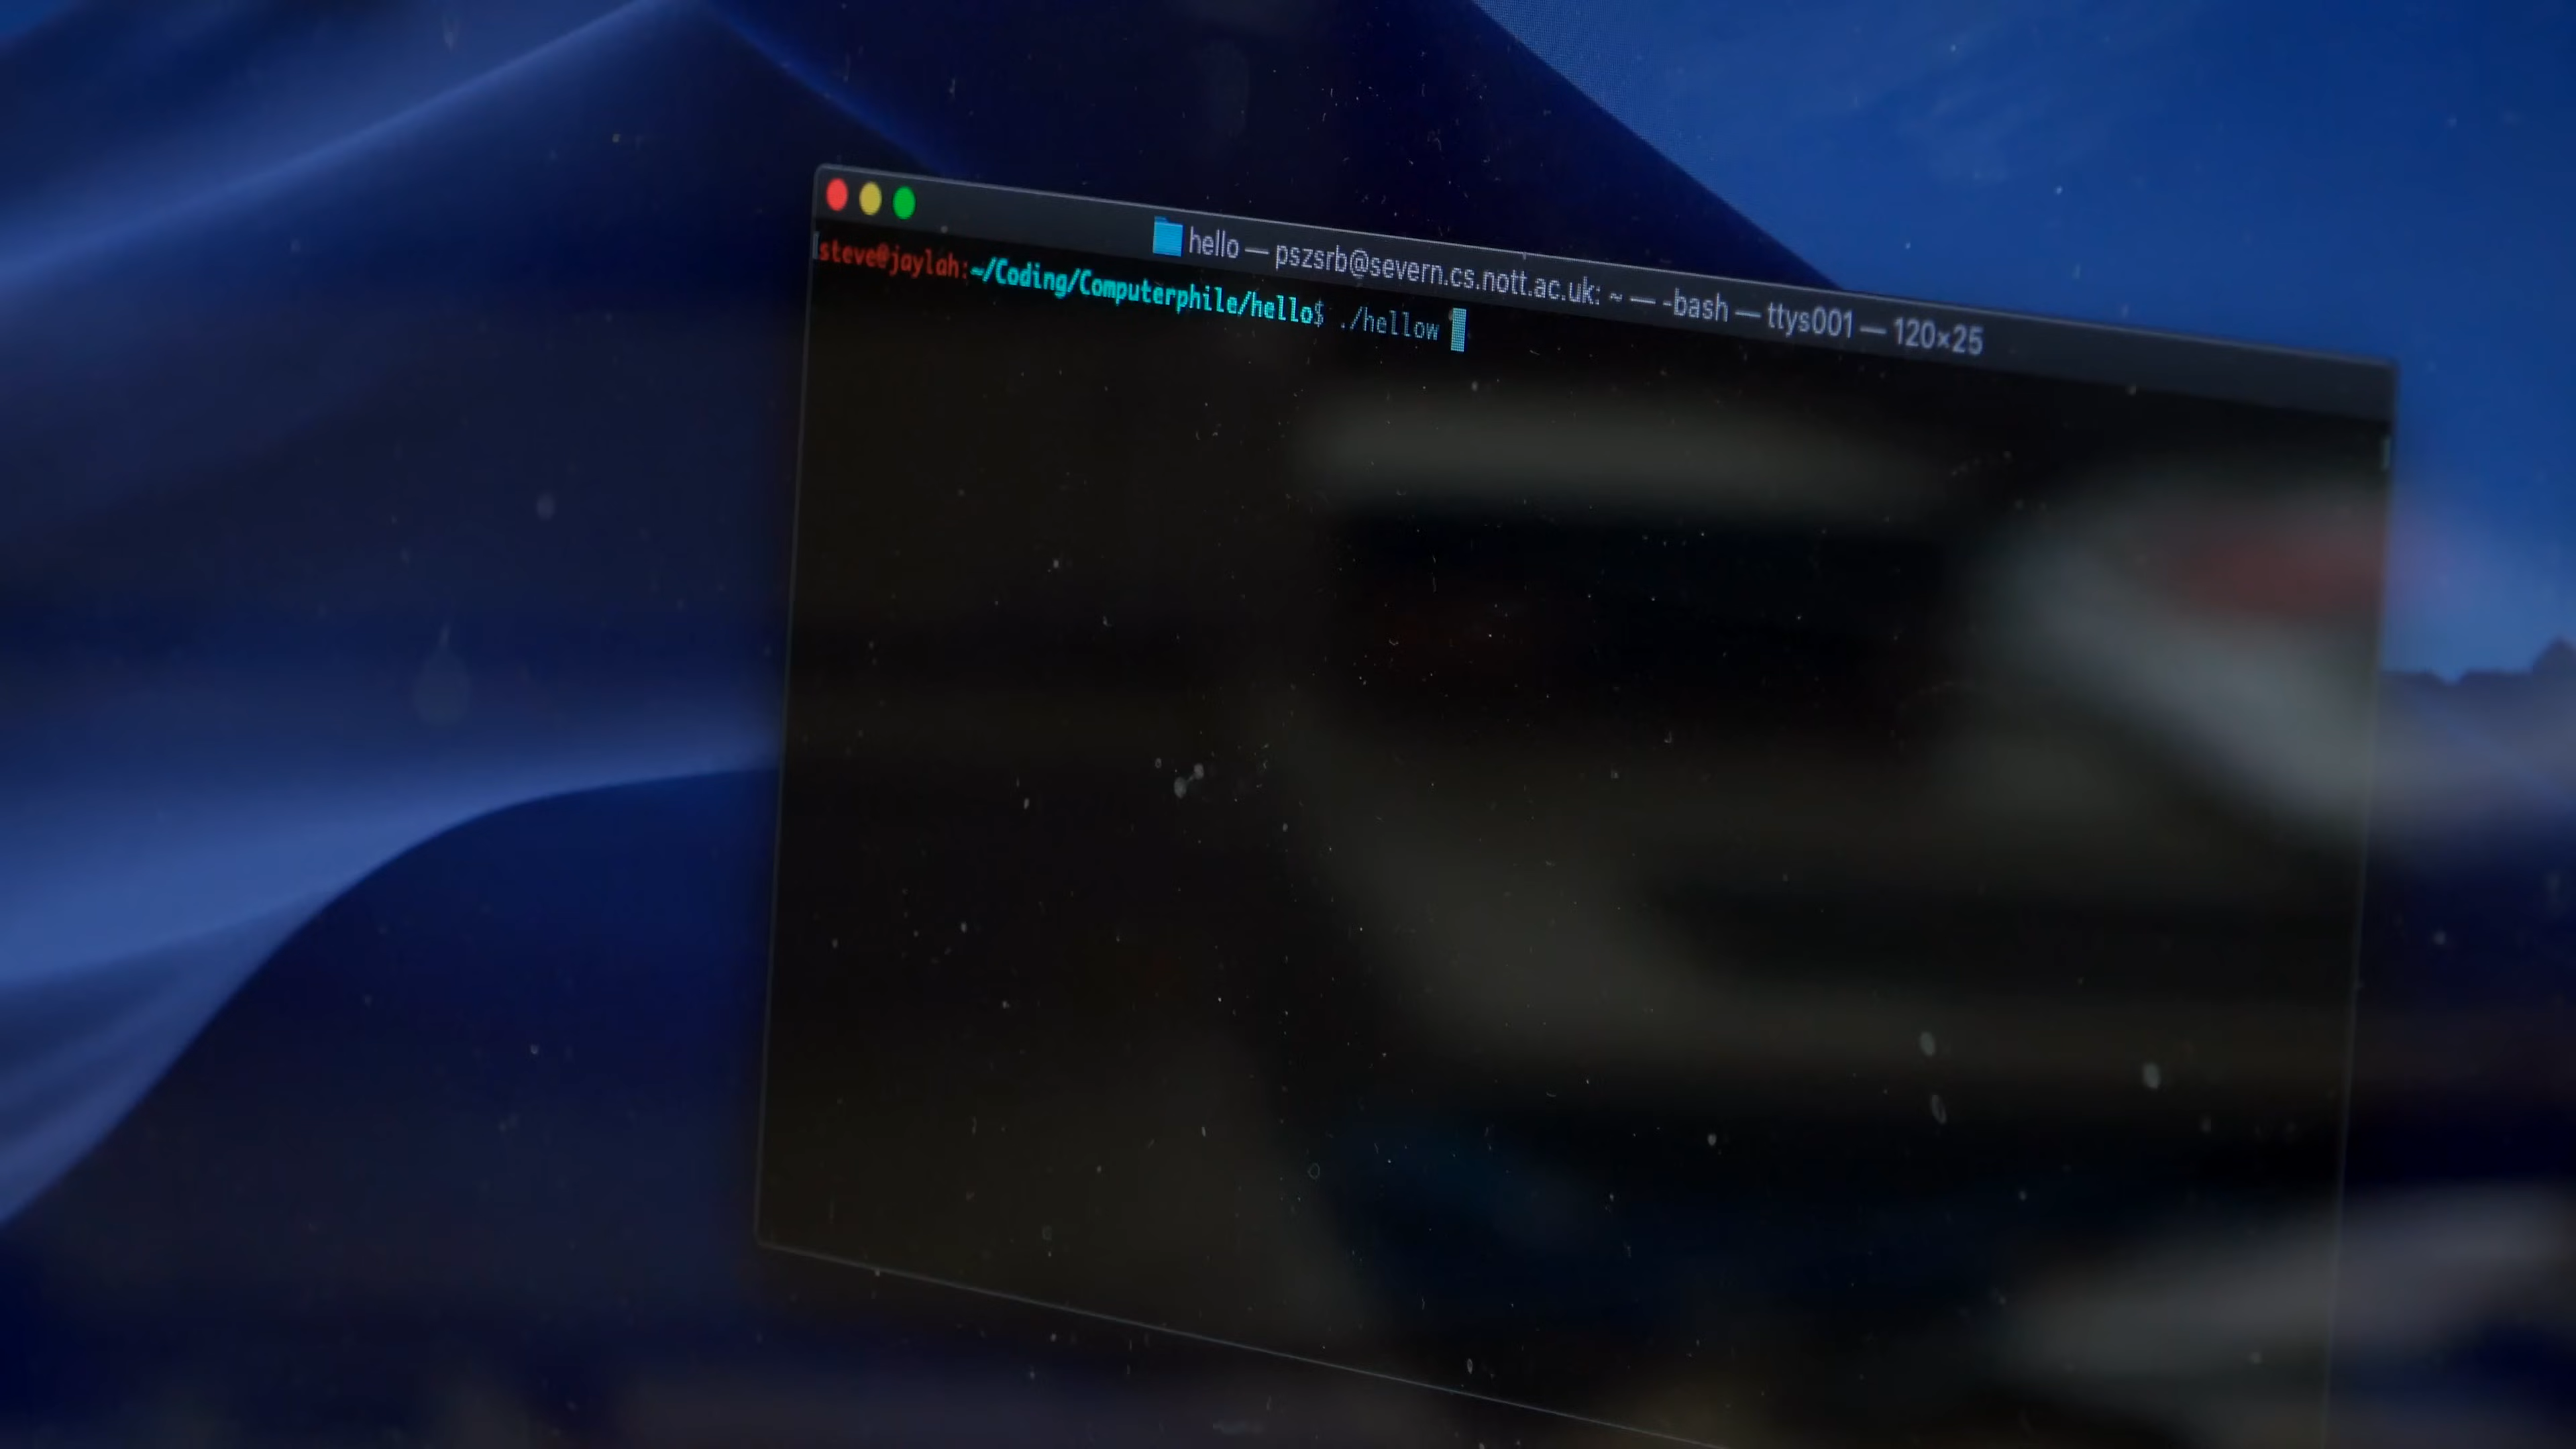 hello — pszsrb@severn.cs.nott.ac.uk: ~ — -bash — ttys001 — 120×25
steve@jaylah:~/Coding/Computerphile/hello$ ./hellow